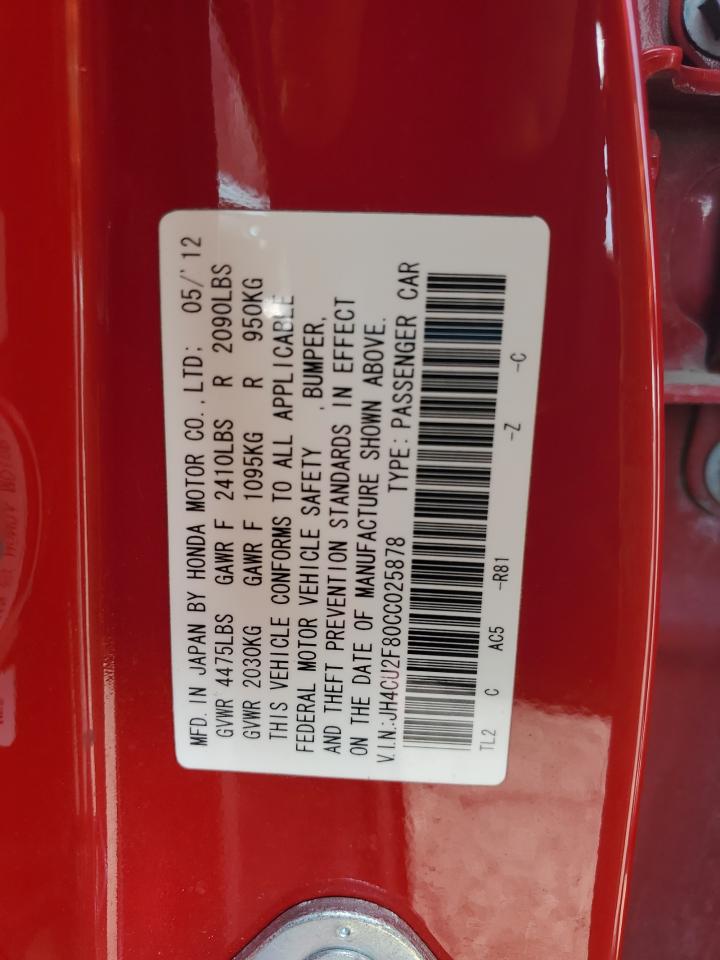 MFD. IN JAPAN BY HONDA MOTOR CO., LTD; 05/'12
GVWR 4475LBS GAWR F 2410LBS R 2090LBS
GVWR 2030KG GAWR F 1095KG R 950KG
THIS VEHICLE CONFORMS TO ALL APPLICABLE
FEDERAL MOTOR VEHICLE SAFETY , BUMPER,
AND THEFT PREVENTION STANDARDS IN EFFECT
ON THE DATE OF MANUFACTURE SHOWN ABOVE.
V.I.N.:JH4CU2F80CC025878 TYPE: PASSENGER CAR
TL2 C AC5 -R81 -Z -C